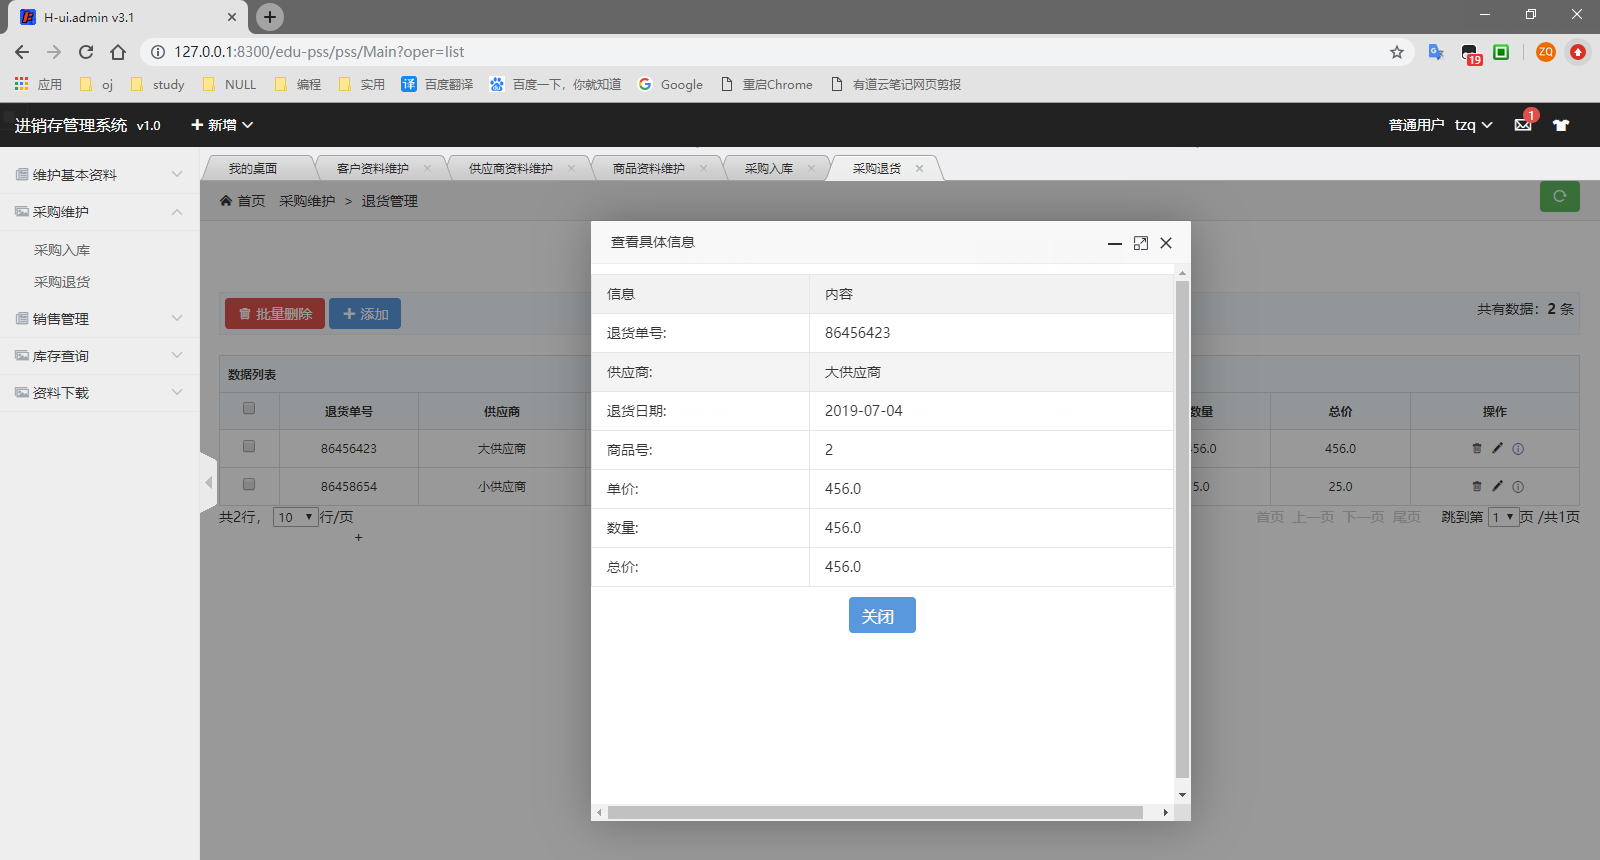 H-ui.admin v3.1
127.0.0.1:8300/edu-pss/pss/Main?oper=list
19
ZQ
应用 oj study NULL 编程 实用 译 百度翻译 百度一下，你就知道 Google 重启Chrome 有道云笔记网页剪报
进销存管理系统 v1.0 新增 普通用户 tzq 1
我的桌面 客户资料维护 供应商资料维护 商品资料维护 采购入库 采购退货
维护基本资料
采购维护
采购入库
采购退货
销售管理
库存查询
资料下载
首页 采购维护 > 退货管理
批量删除 添加 共有数据：2 条
数据列表
退货单号 供应商 数量 总价 操作
86456423 大供应商 56.0 456.0
86458654 小供应商 5.0 25.0
共2行， 10 行/页 首页 上一页 下一页 尾页 跳到第 1 页 /共1页
+
查看具体信息
信息 内容
退货单号: 86456423
供应商: 大供应商
退货日期: 2019-07-04
商品号: 2
单价: 456.0
数量: 456.0
总价: 456.0
关闭